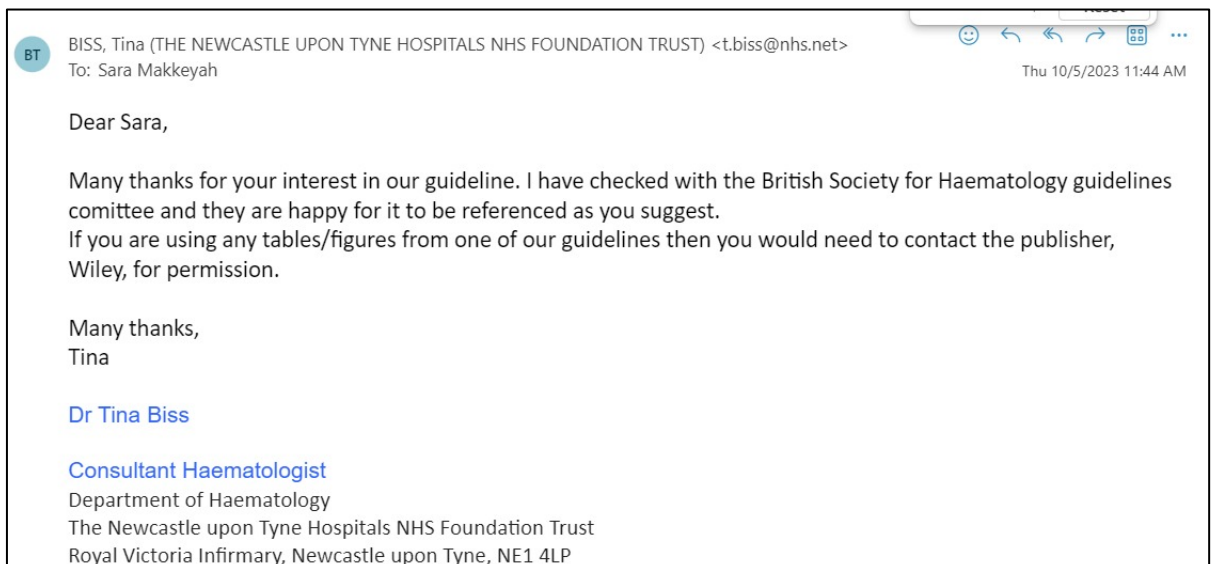 Reset
BT
BISS, Tina (THE NEWCASTLE UPON TYNE HOSPITALS NHS FOUNDATION TRUST) <t.biss@nhs.net>
To: Sara Makkeyah
Thu 10/5/2023 11:44 AM
Dear Sara,
Many thanks for your interest in our guideline. I have checked with the British Society for Haematology guidelines
comittee and they are happy for it to be referenced as you suggest.
If you are using any tables/figures from one of our guidelines then you would need to contact the publisher,
Wiley, for permission.
Many thanks,
Tina
Dr Tina Biss
Consultant Haematologist
Department of Haematology
The Newcastle upon Tyne Hospitals NHS Foundation Trust
Royal Victoria Infirmary, Newcastle upon Tyne, NE1 4LP